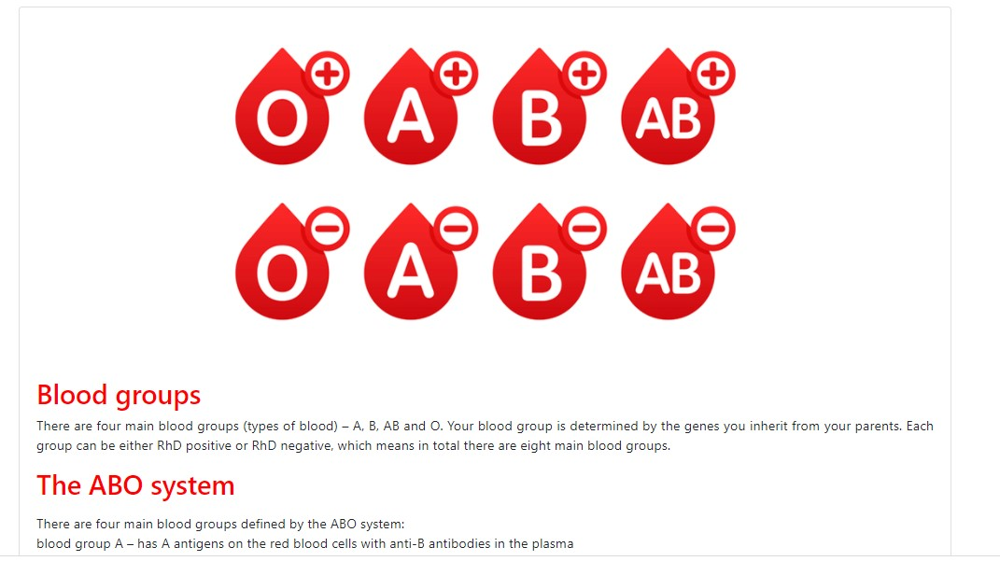 O + A + B + AB +
O − A − B − AB −
Blood groups
There are four main blood groups (types of blood) – A, B, AB and O. Your blood group is determined by the genes you inherit from your parents. Each
group can be either RhD positive or RhD negative, which means in total there are eight main blood groups.
The ABO system
There are four main blood groups defined by the ABO system:
blood group A – has A antigens on the red blood cells with anti-B antibodies in the plasma